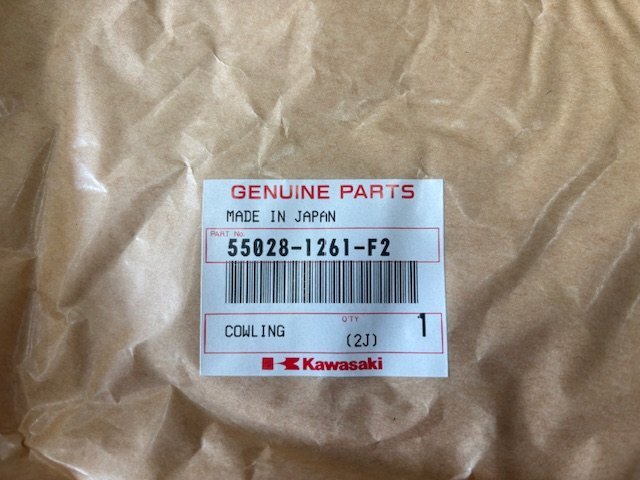 GENUINE PARTS
MADE IN JAPAN
PART No.
55028-1261-F2
QTY
COWLING 1
(2J)
Kawasaki